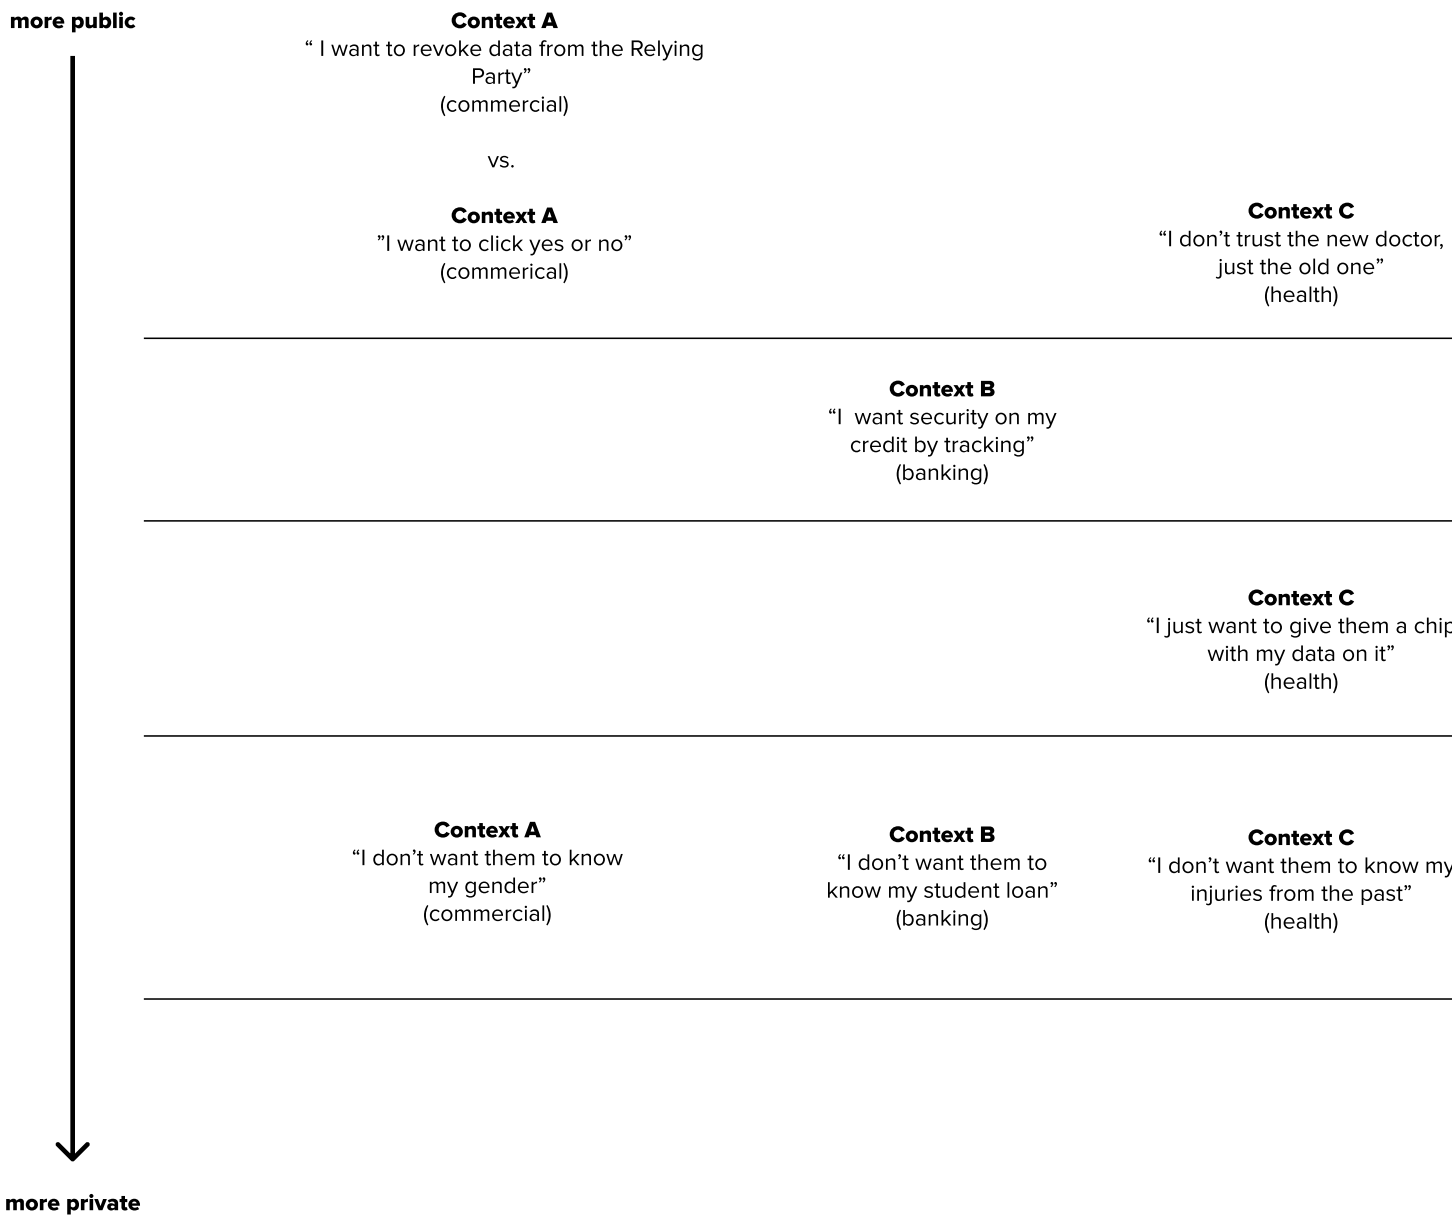 more public
Context A
“ I want to revoke data from the Relying
Party”
(commercial)
vs.
Context A
”I want to click yes or no”
(commerical)
Context C
“I don’t trust the new doctor,
just the old one”
(health)
Context B
“I  want security on my
credit by tracking”
(banking)
Context C
“I just want to give them a chip
with my data on it”
(health)
Context A
“I don’t want them to know
my gender”
(commercial)
Context B
“I don’t want them to
know my student loan”
(banking)
Context C
“I don’t want them to know my
injuries from the past”
(health)
more private